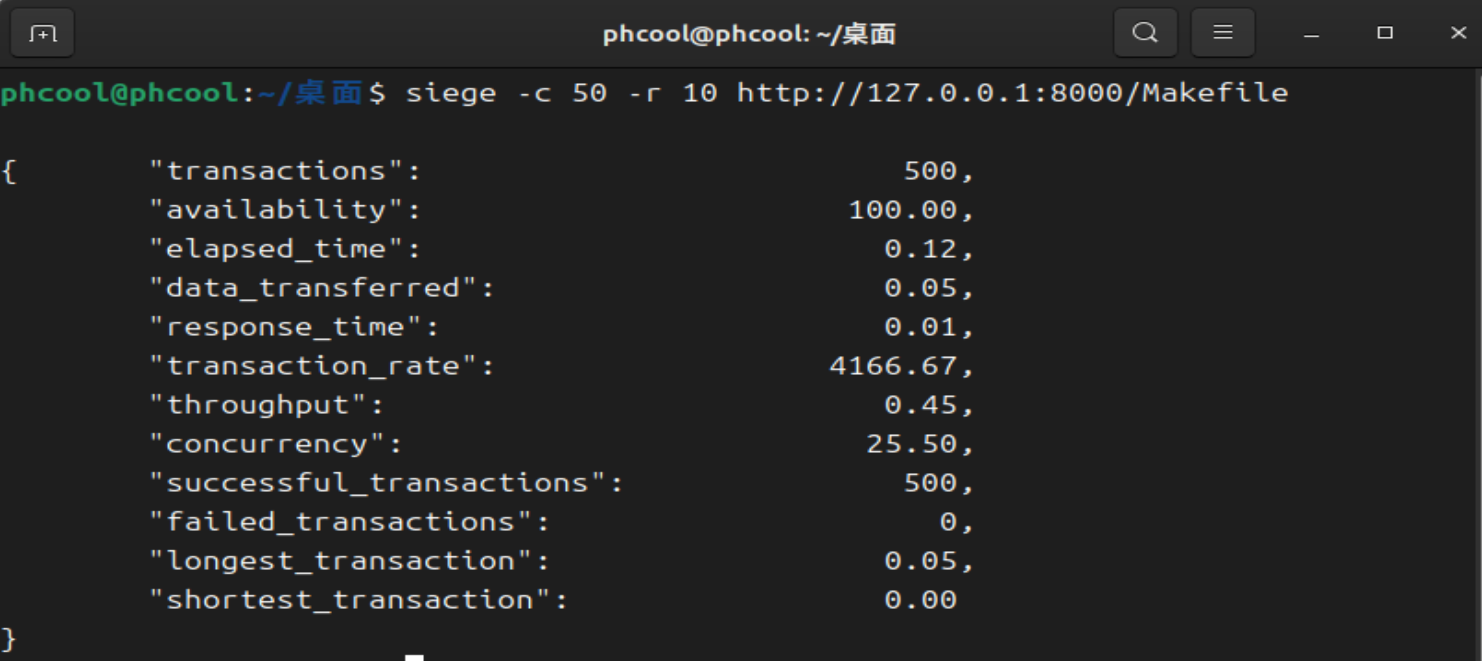 phcool@phcool: ~/桌面
phcool@phcool:~/桌面$ siege -c 50 -r 10 http://127.0.0.1:8000/Makefile
{ "transactions": 500,
"availability": 100.00,
"elapsed_time": 0.12,
"data_transferred": 0.05,
"response_time": 0.01,
"transaction_rate": 4166.67,
"throughput": 0.45,
"concurrency": 25.50,
"successful_transactions": 500,
"failed_transactions": 0,
"longest_transaction": 0.05,
"shortest_transaction": 0.00
}